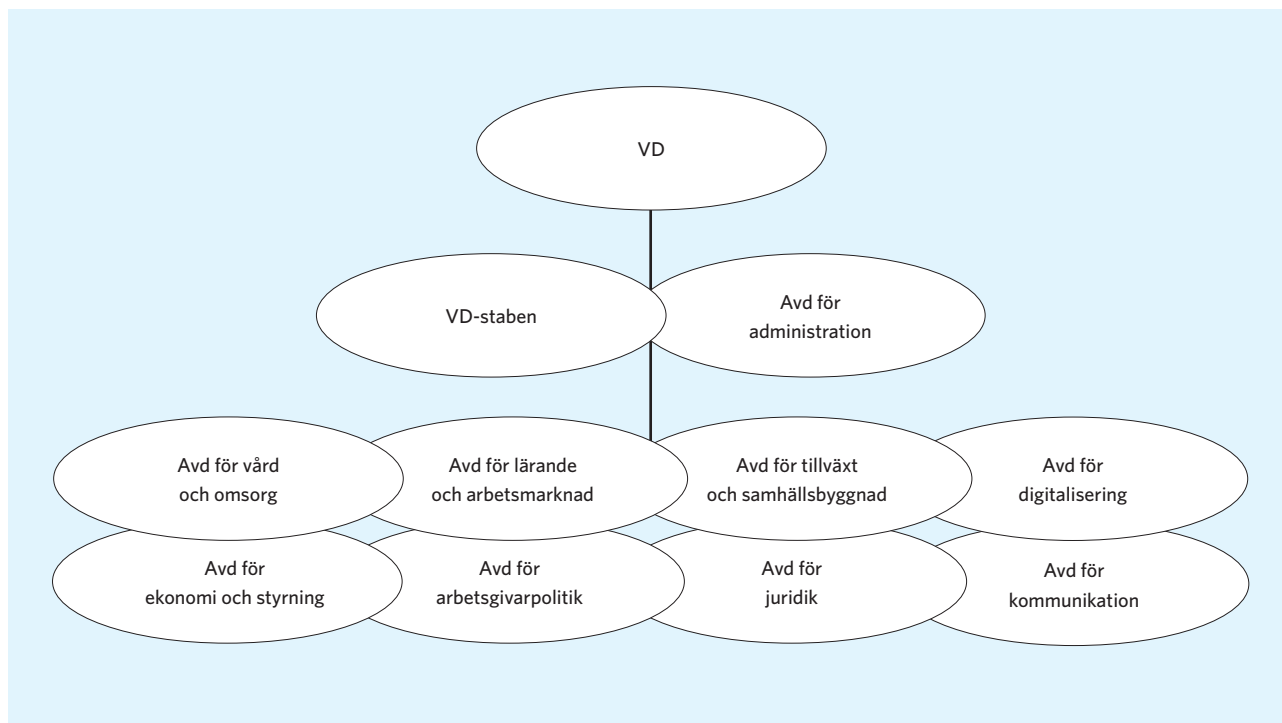 VD
VD-staben
Avd för
administration
Avd för vård
och omsorg
Avd för lärande
och arbetsmarknad
Avd för tillväxt
och samhällsbyggnad
Avd för
digitalisering
Avd för
ekonomi och styrning
Avd för
arbetsgivarpolitik
Avd för
juridik
Avd för
kommunikation